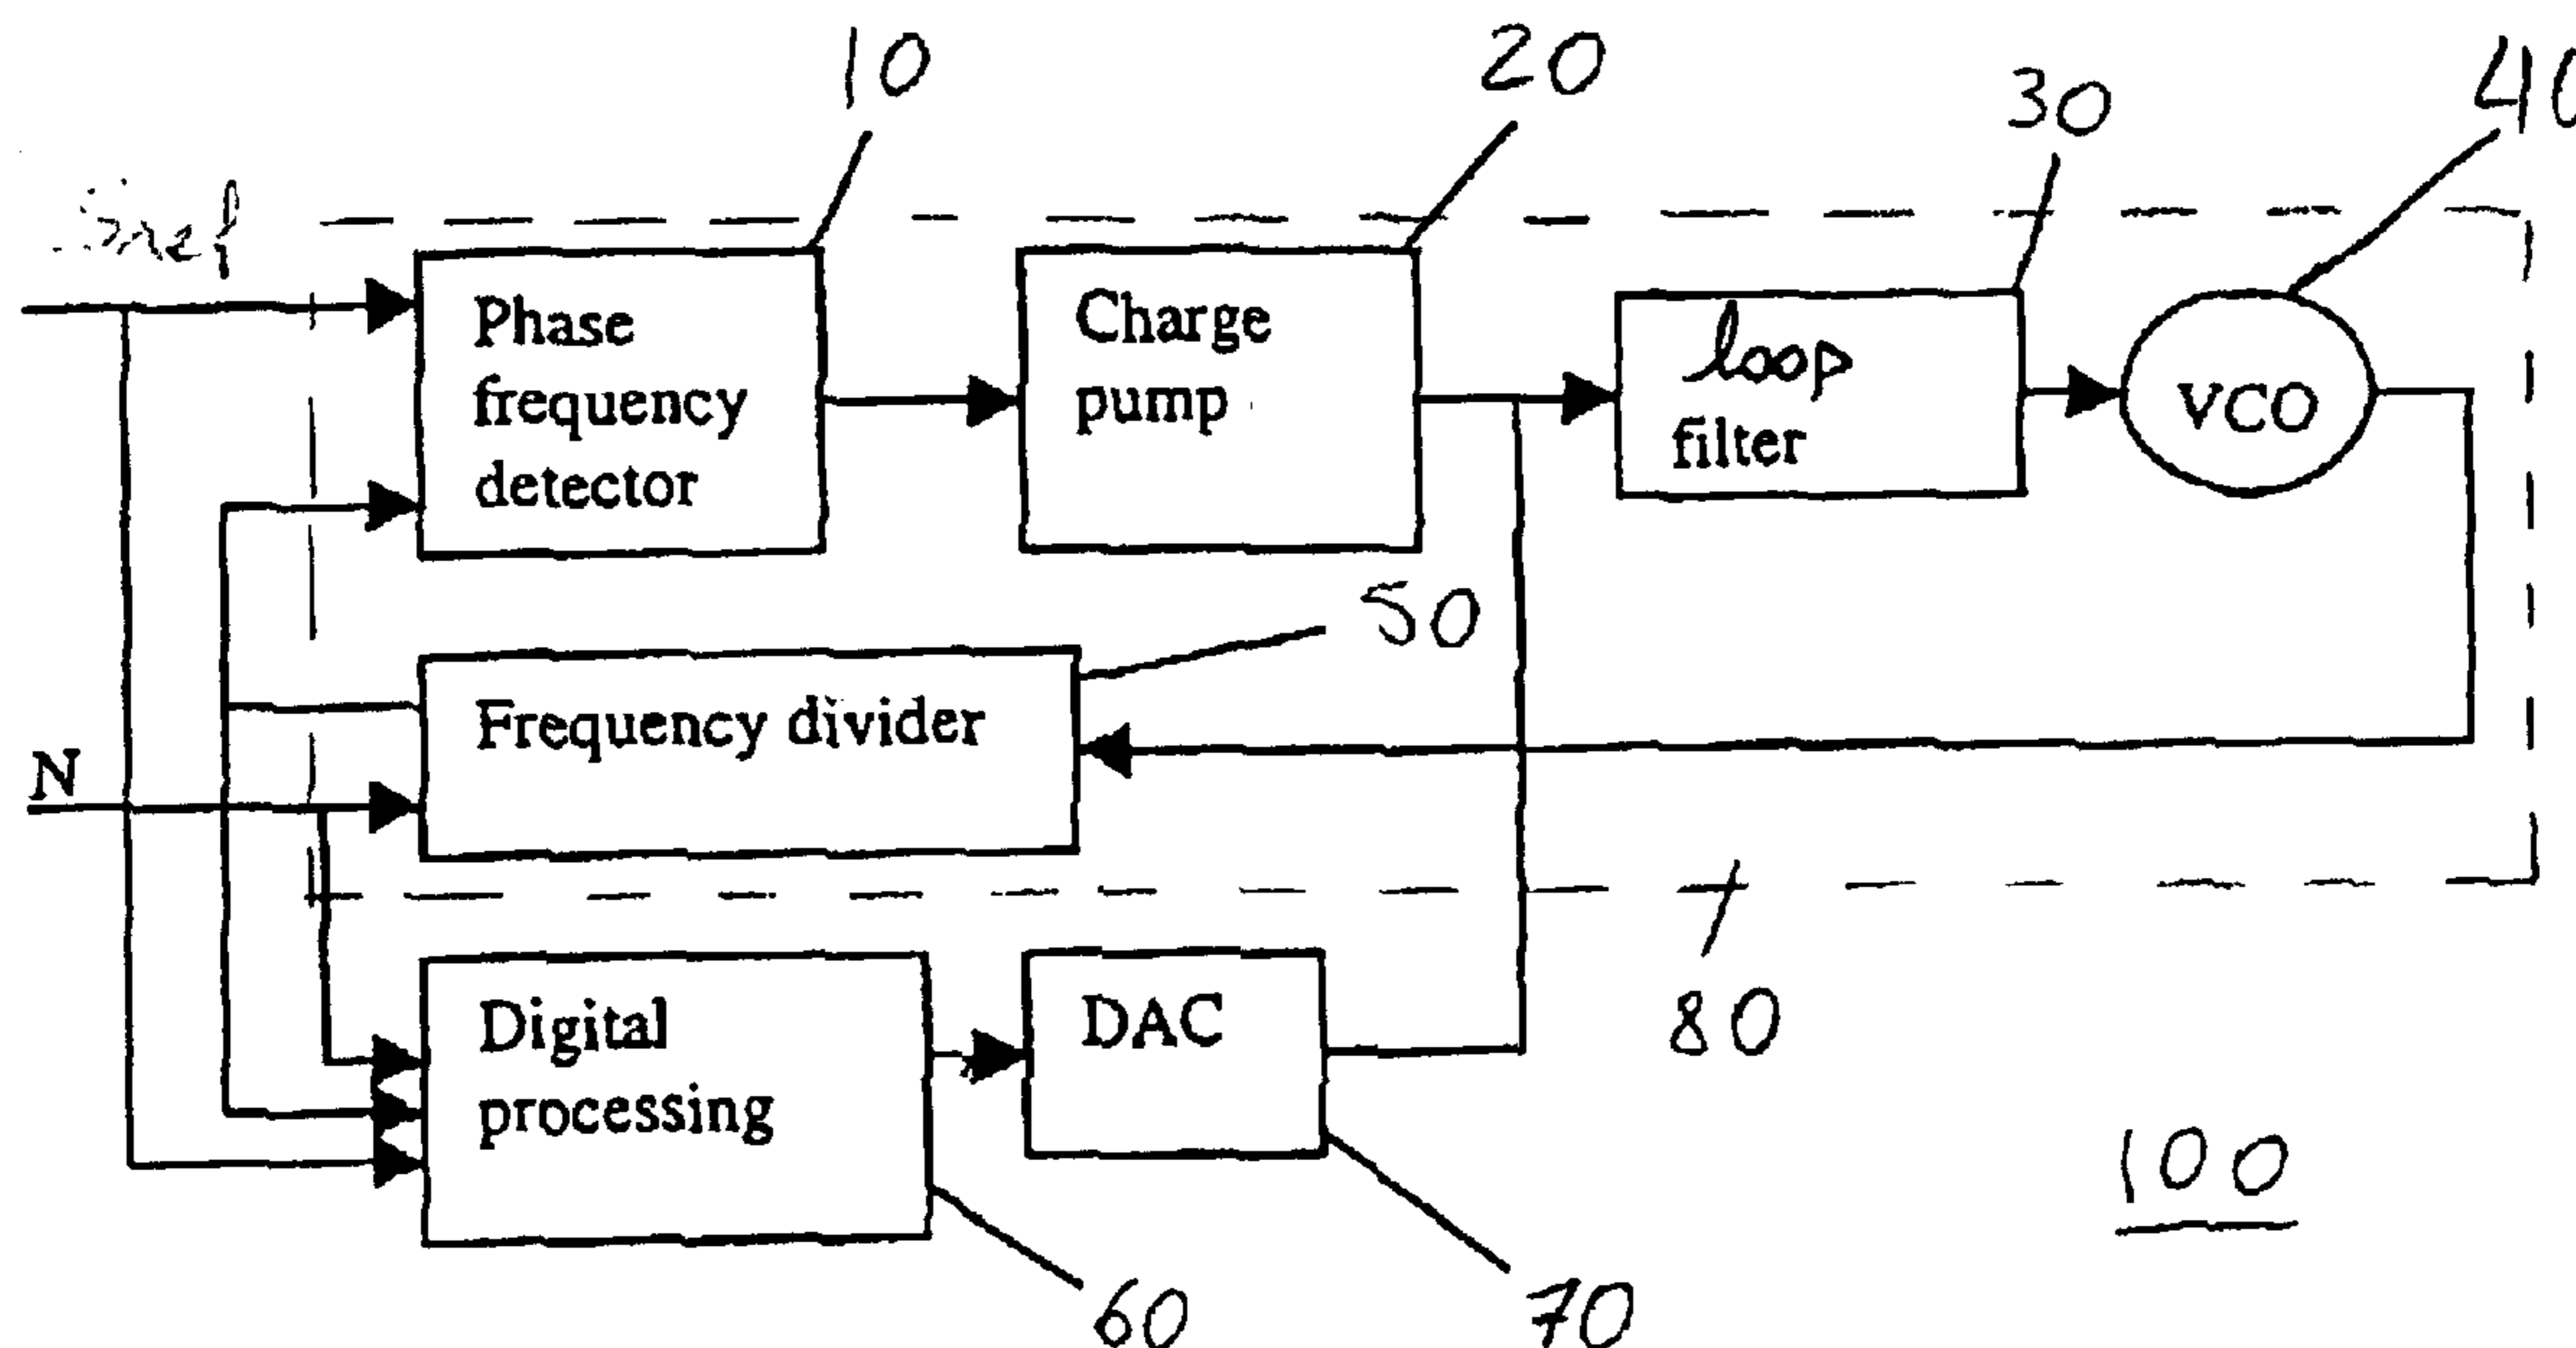 10
20
30
40
Phase
frequency
detector
Charge
pump
loop
filter
VCO
50
Frequency divider
N
80
Digital
processing
DAC
100
60
70